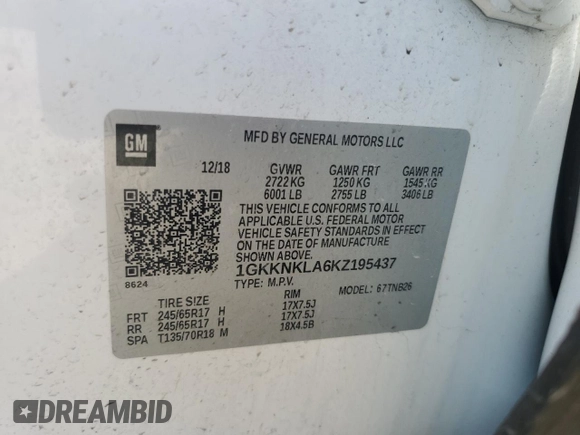 GM
MFD BY GENERAL MOTORS LLC
12/18 GVWR GAWR FRT GAWR RR
2722 KG 1250 KG 1545 KG
6001 LB 2755 LB 3406 LB
THIS VEHICLE CONFORMS TO ALL
APPLICABLE U.S. FEDERAL MOTOR
VEHICLE SAFETY STANDARDS IN EFFECT
ON THE DATE OF MANUFACTURE
SHOWN ABOVE.
1GKKNKLA6KZ195437
8624
TYPE: M.P.V. MODEL: 67TNB26
TIRE SIZE RIM
FRT 245/65R17 H 17X7.5J
RR 245/65R17 H 17X7.5J
SPA T135/70R18 M 18X4.5B
DREAMBID